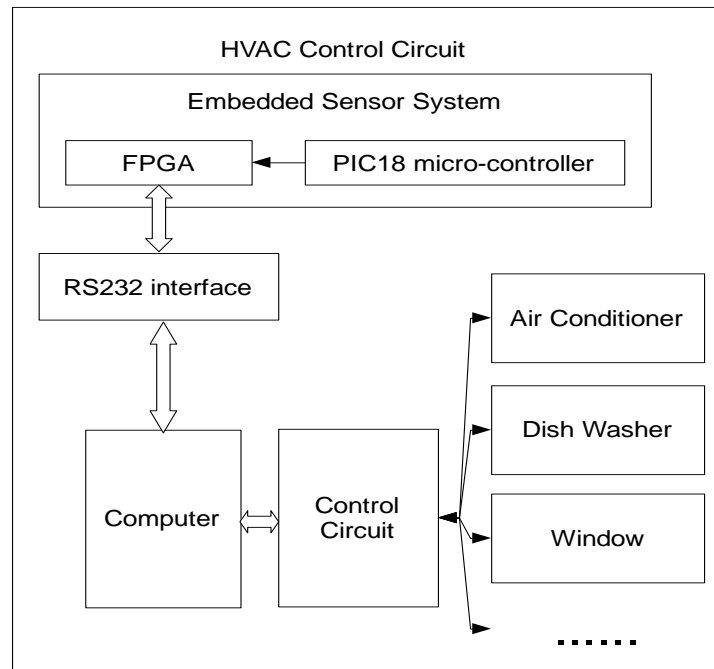 HVAC Control Circuit
Embedded Sensor System
FPGA
PIC18 micro-controller
RS232 interface
Air Conditioner
Dish Washer
Computer
Control
Circuit
Window
......